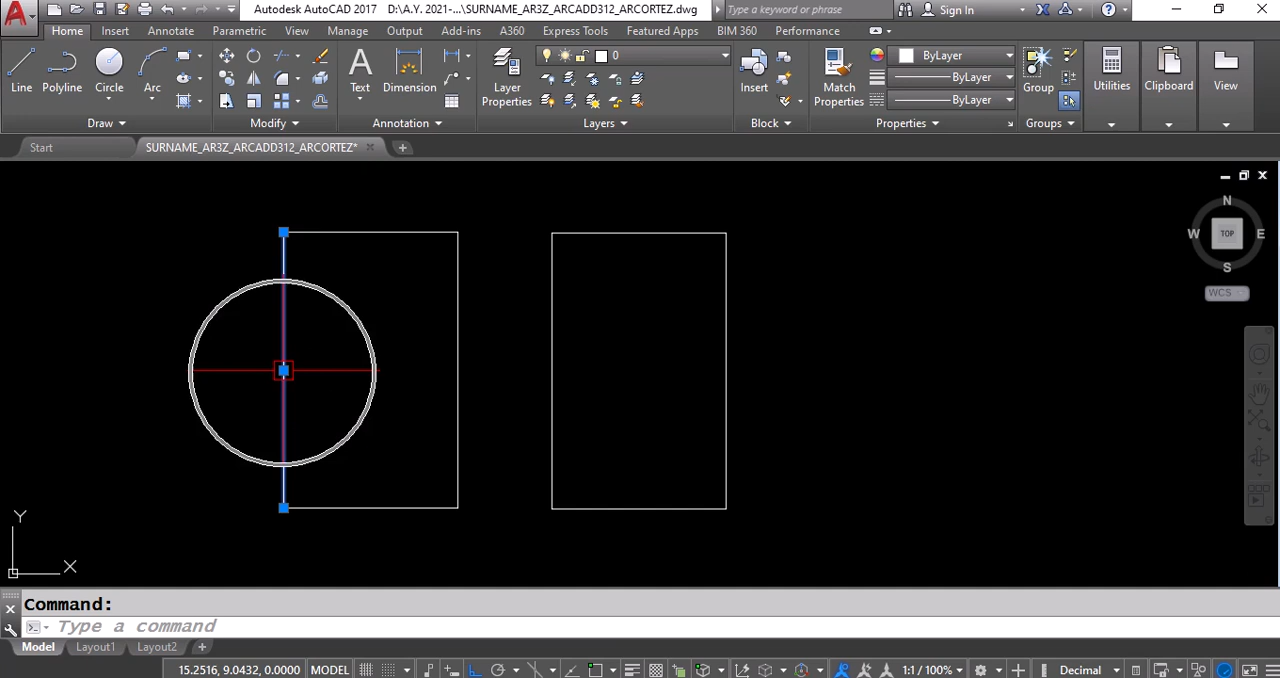 Autodesk AutoCAD 2017 D:\A.Y. 2021-...\SURNAME_AR3Z_ARCADD312_ARCORTEZ.dwg
Type a keyword or phrase
Sign In
Home Insert Annotate Parametric View Manage Output Add-ins A360 Express Tools Featured Apps BIM 360 Performance
Line
Polyline
Circle
Arc
Draw
Modify
Text
Dimension
Annotation
Layer
Properties
0
Layers
Insert
Block
Match
Properties
ByLayer
ByLayer
ByLayer
Properties
Group
Groups
Utilities
Clipboard
View
Start
SURNAME_AR3Z_ARCADD312_ARCORTEZ*
N
W
TOP
E
S
WCS
Y
X
Command:
Type a command
Model Layout1 Layout2
15.2516, 9.0432, 0.0000 MODEL 1:1 / 100% Decimal